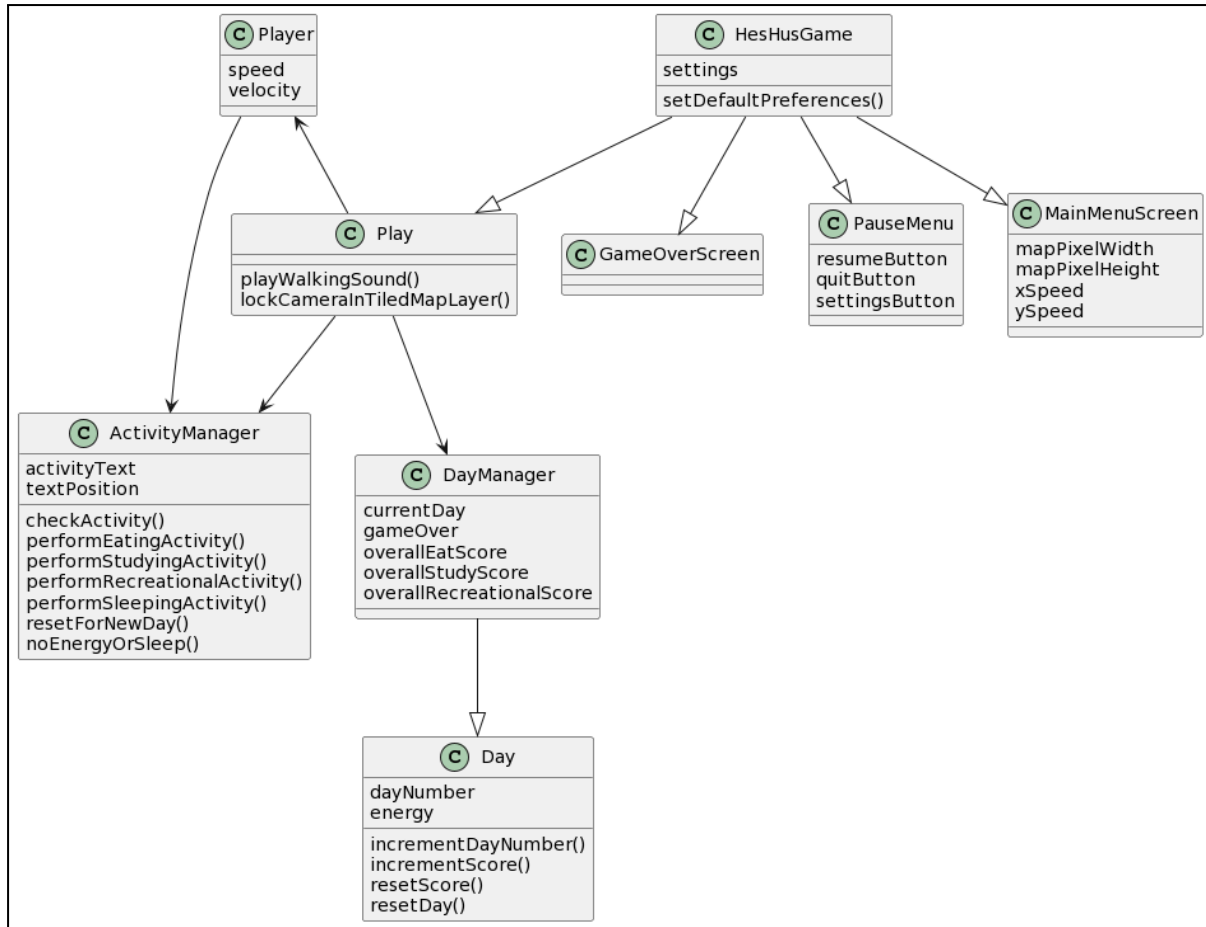 C Player
speed
velocity
C HesHusGame
settings
setDefaultPreferences()
C Play
playWalkingSound()
lockCameraInTiledMapLayer()
C GameOverScreen
C PauseMenu
resumeButton
quitButton
settingsButton
C MainMenuScreen
mapPixelWidth
mapPixelHeight
xSpeed
ySpeed
C ActivityManager
activityText
textPosition
checkActivity()
performEatingActivity()
performStudyingActivity()
performRecreationalActivity()
performSleepingActivity()
resetForNewDay()
noEnergyOrSleep()
C DayManager
currentDay
gameOver
overallEatScore
overallStudyScore
overallRecreationalScore
C Day
dayNumber
energy
incrementDayNumber()
incrementScore()
resetScore()
resetDay()